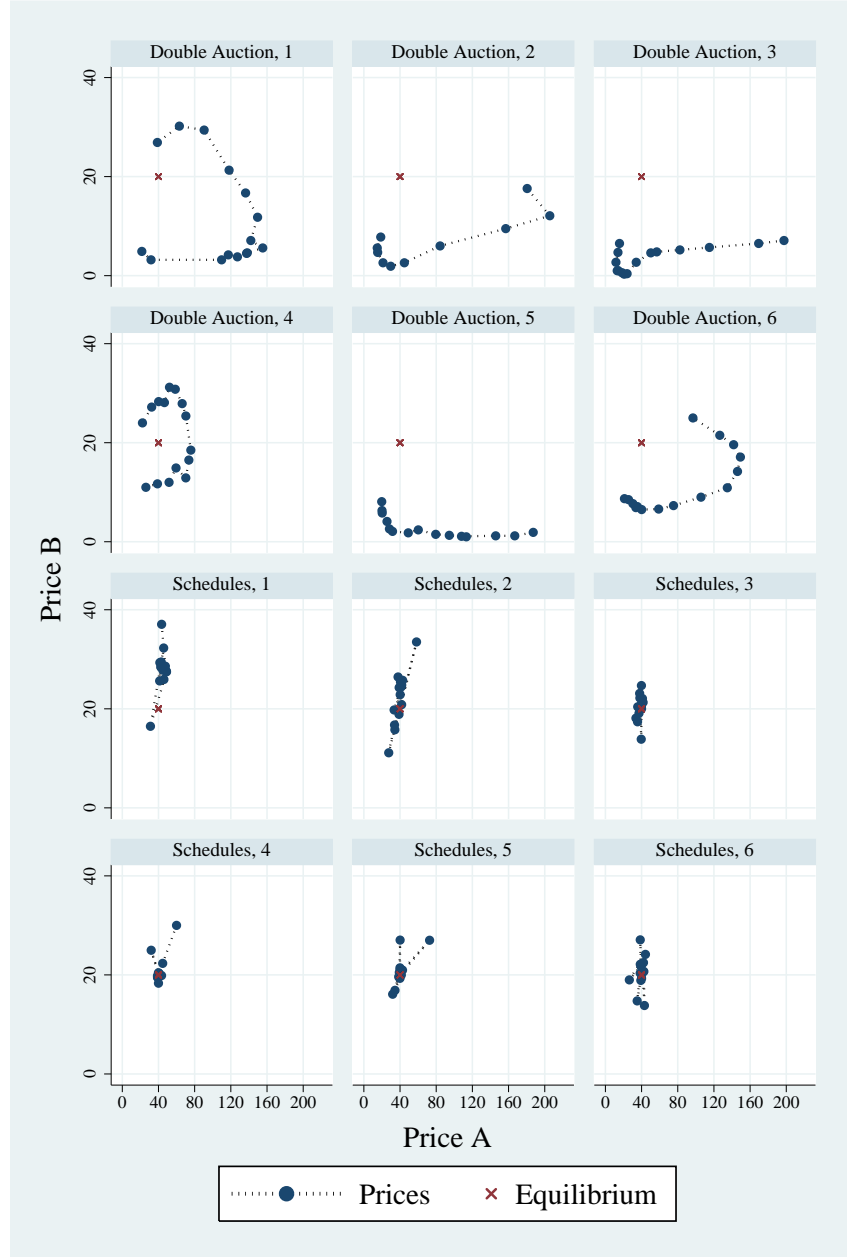 Double Auction, 1 Double Auction, 2 Double Auction, 3
40
20
0
Double Auction, 4 Double Auction, 5 Double Auction, 6
40
20
0
Price B
Schedules, 1 Schedules, 2 Schedules, 3
40
20
0
Schedules, 4 Schedules, 5 Schedules, 6
40
20
0
0 40 80 120 160 200 0 40 80 120 160 200 0 40 80 120 160 200
Price A
Prices Equilibrium